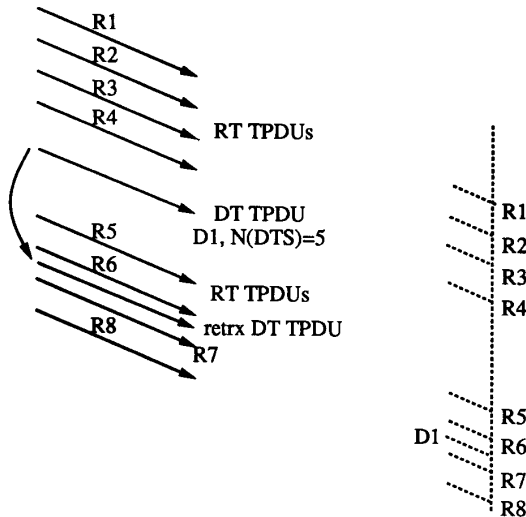 R1
R2
R3
R4
RT TPDUs
DT TPDU
D1, N(DTS)=5
R5
R6
RT TPDUs
retrx DT TPDU
R8
R7
R1
R2
R3
R4
R5
D1
R6
R7
R8